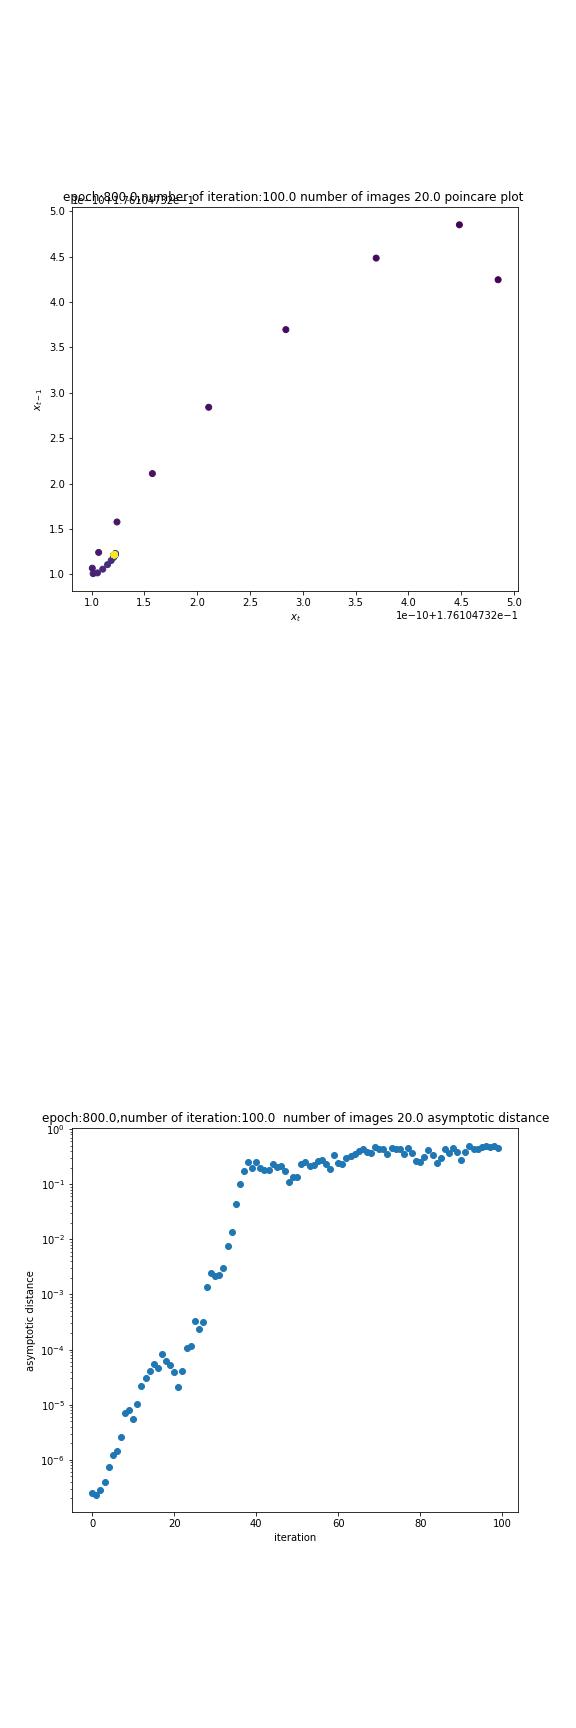 epoch:800.0,number of iteration:100.0 number of images 20.0 poincare plot
1e−10+1.76104732e−1
5.0
4.5
4.0
3.5
3.0
2.5
2.0
1.5
1.0
x_{t−1}
1.0 1.5 2.0 2.5 3.0 3.5 4.0 4.5 5.0
x_t
1e−10+1.76104732e−1
epoch:800.0,number of iteration:100.0  number of images 20.0 asymptotic distance
10^0
10^−1
10^−2
10^−3
10^−4
10^−5
10^−6
asymptotic distance
0 20 40 60 80 100
iteration